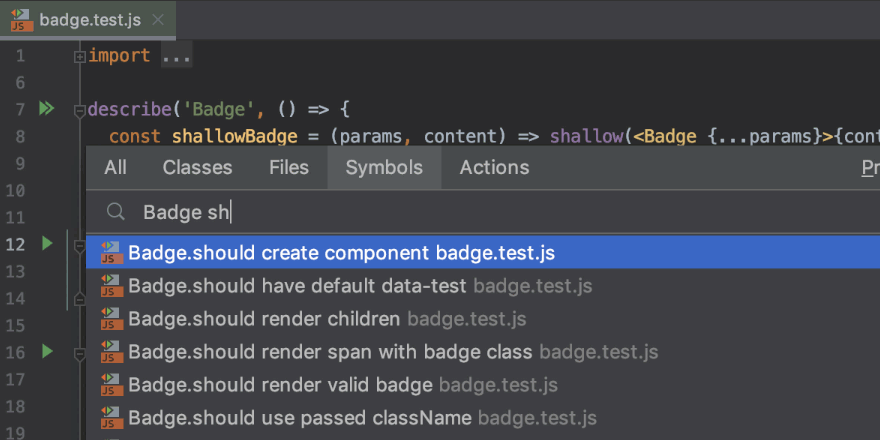 badge.test.js
1 import ...
6
7 describe('Badge', () => {
8 const shallowBadge = (params, content) => shallow(<Badge {...params}>{cont
9
All Classes Files Symbols Actions Pr
10
Badge sh
11
12 Badge.should create component badge.test.js
13 Badge.should have default data-test badge.test.js
14 Badge.should render children badge.test.js
15
16 Badge.should render span with badge class badge.test.js
17 Badge.should render valid badge badge.test.js
18 Badge.should use passed className badge.test.js
19